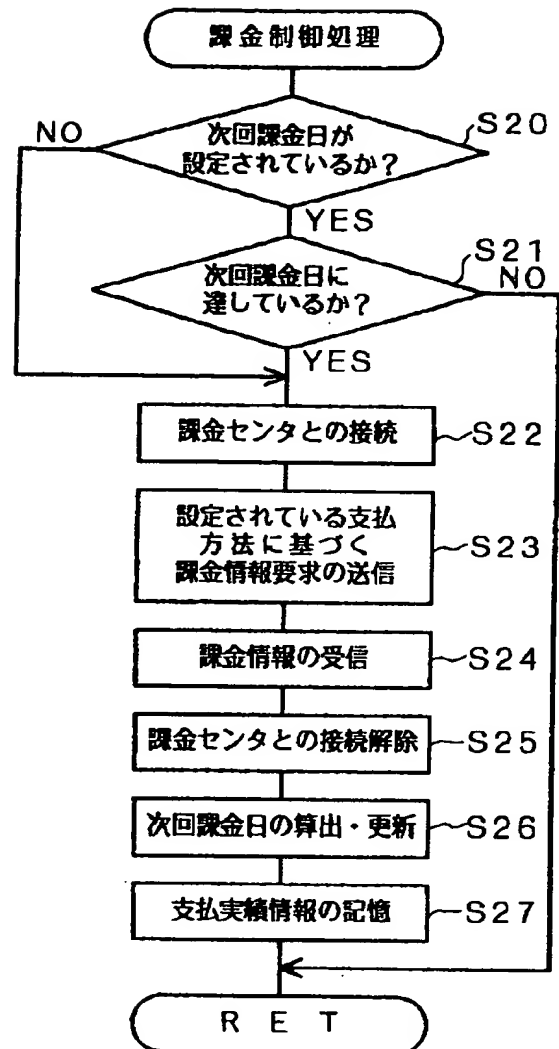 課金制御処理
NO
次回課金日が
設定されているか?
S20
YES
次回課金日に
達しているか?
S21
NO
YES
課金センタとの接続
S22
設定されている支払
方法に基づく
課金情報要求の送信
S23
課金情報の受信
S24
課金センタとの接続解除
S25
次回課金日の算出・更新
S26
支払実績情報の記憶
S27
RET